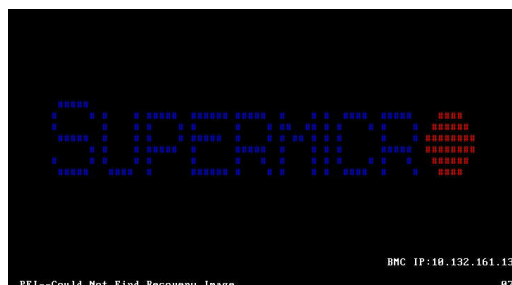 SUPERMICRO
BMC IP:10.132.161.13
PEI--Could Not Find Recovery Image